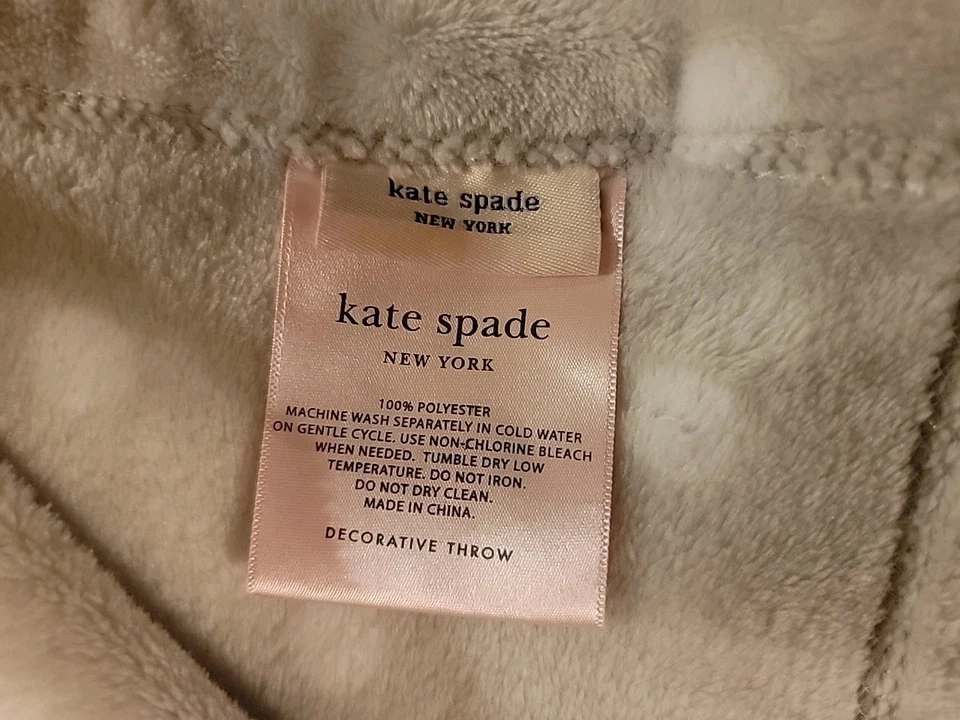 kate spade
NEW YORK
kate spade
NEW YORK
100% POLYESTER
MACHINE WASH SEPARATELY IN COLD WATER
ON GENTLE CYCLE. USE NON-CHLORINE BLEACH
WHEN NEEDED. TUMBLE DRY LOW
TEMPERATURE. DO NOT IRON.
DO NOT DRY CLEAN.
MADE IN CHINA.
DECORATIVE THROW